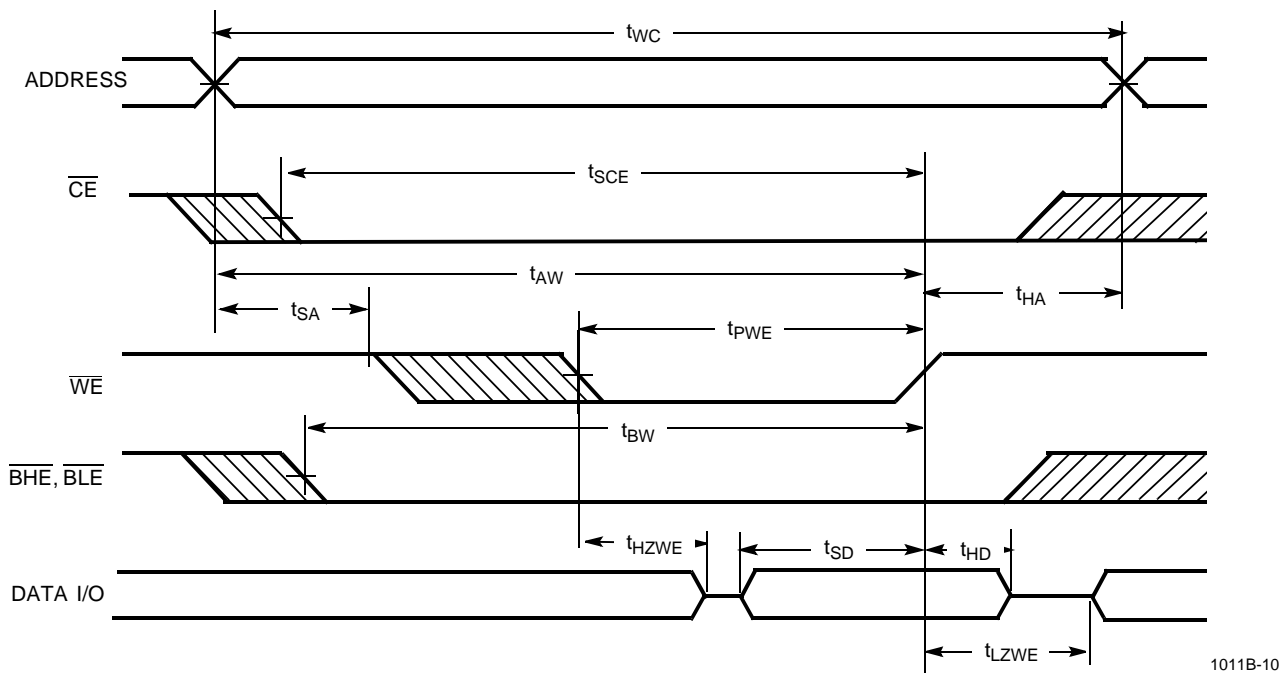 tWC
ADDRESS
tSCE
CE
tAW
tSA
tHA
tPWE
WE
tBW
BHE, BLE
tHZWE
tSD
tHD
DATA I/O
tLZWE
1011B-10